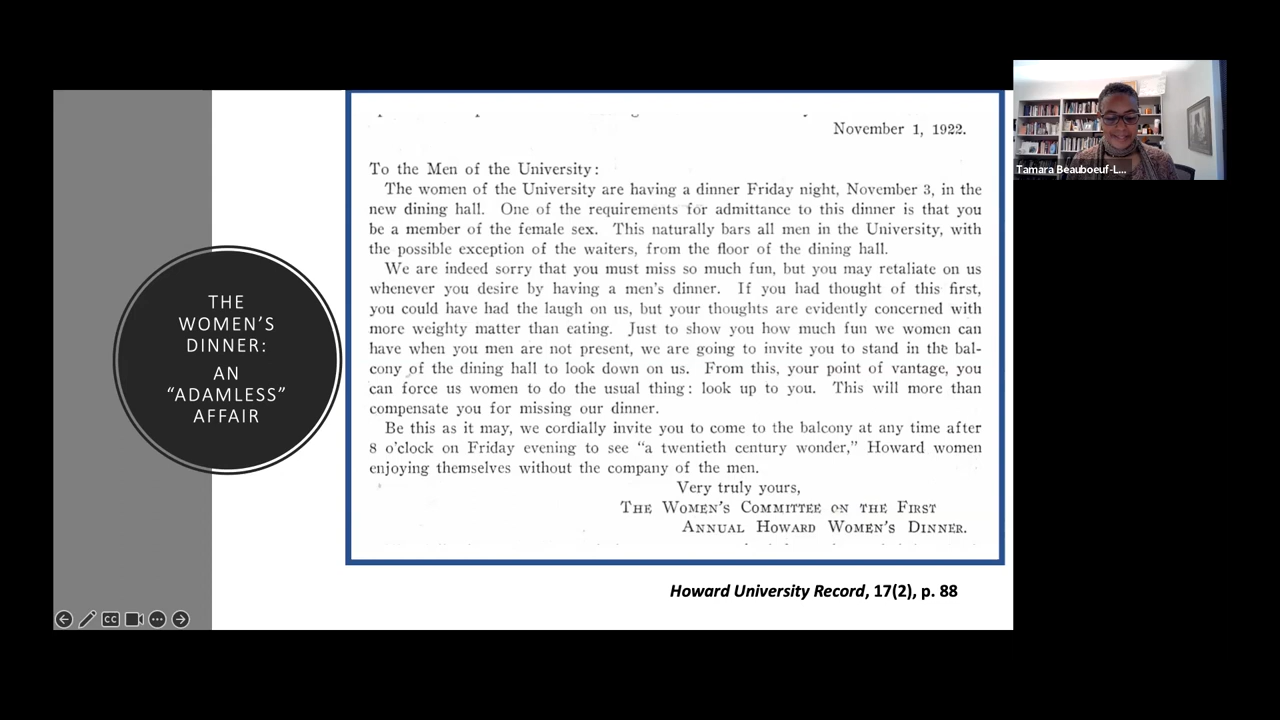 THE
WOMEN'S
DINNER:
AN
“ADAMLESS”
AFFAIR
November 1, 1922.
To the Men of the University:
The women of the University are having a dinner Friday night, November 3, in the
new dining hall. One of the requirements for admittance to this dinner is that you
be a member of the female sex. This naturally bars all men in the University, with
the possible exception of the waiters, from the floor of the dining hall.
We are indeed sorry that you must miss so much fun, but you may retaliate on us
whenever you desire by having a men's dinner. If you had thought of this first,
you could have had the laugh on us, but your thoughts are evidently concerned with
more weighty matter than eating. Just to show you how much fun we women can
have when you men are not present, we are going to invite you to stand in the bal-
cony of the dining hall to look down on us. From this, your point of vantage, you
can force us women to do the usual thing: look up to you. This will more than
compensate you for missing our dinner.
Be this as it may, we cordially invite you to come to the balcony at any time after
8 o'clock on Friday evening to see “a twentieth century wonder,” Howard women
enjoying themselves without the company of the men.
Very truly yours,
THE WOMEN'S COMMITTEE ON THE FIRST
ANNUAL HOWARD WOMEN'S DINNER.
Howard University Record, 17(2), p. 88
Tamara Beauboeuf-L...
CC